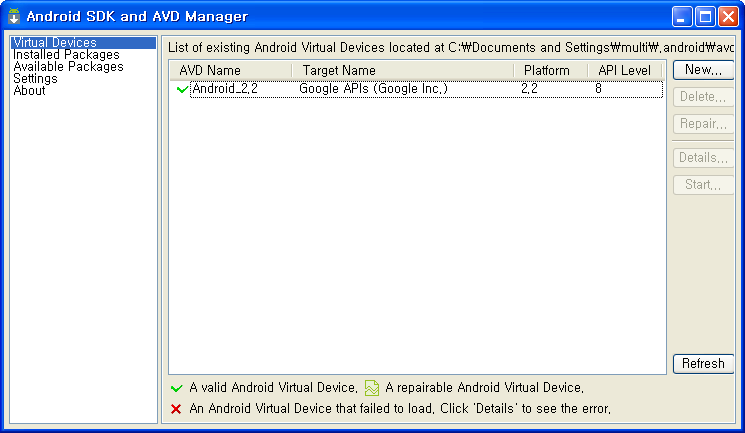 Android SDK and AVD Manager
Virtual Devices
Installed Packages
Available Packages
Settings
About
List of existing Android Virtual Devices located at C:₩Documents and Settings₩multi₩.android₩avd
AVD Name Target Name Platform API Level
Android_2.2 Google APIs (Google Inc.) 2.2 8
New...
Delete...
Repair...
Details...
Start...
Refresh
A valid Android Virtual Device. A repairable Android Virtual Device.
An Android Virtual Device that failed to load. Click 'Details' to see the error.